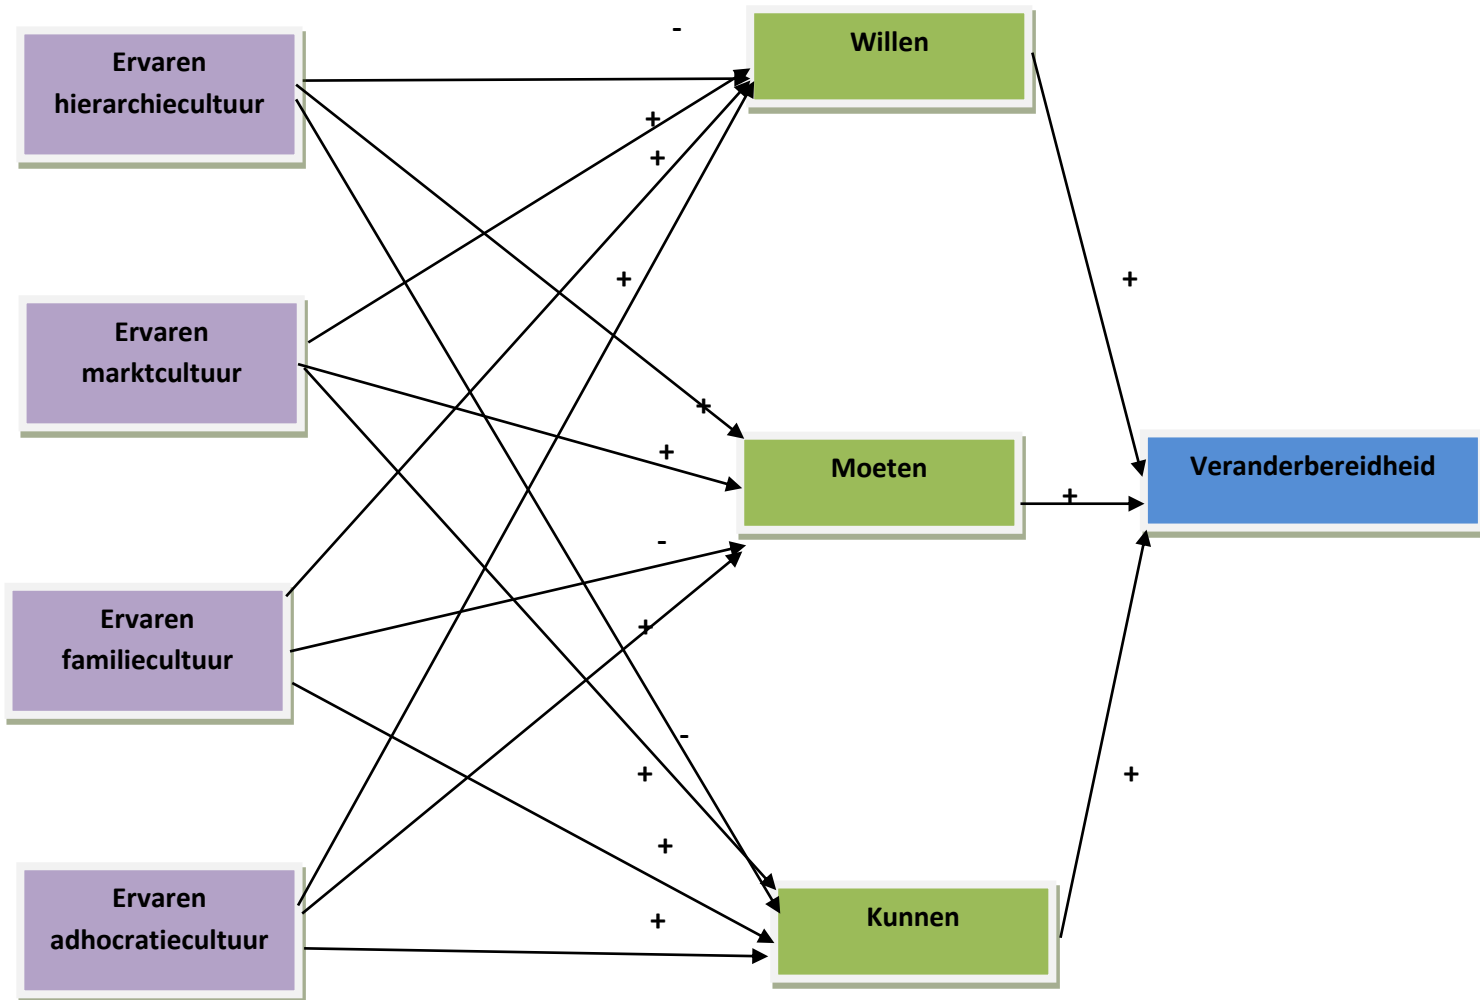 Ervaren
hierarchiecultuur
-
Willen
+
+
Ervaren
marktcultuur
+
+
+
+
Moeten
+
Veranderbereidheid
-
Ervaren
familiecultuur
+
-
+
+
+
Ervaren
adhocratiecultuur
+
Kunnen